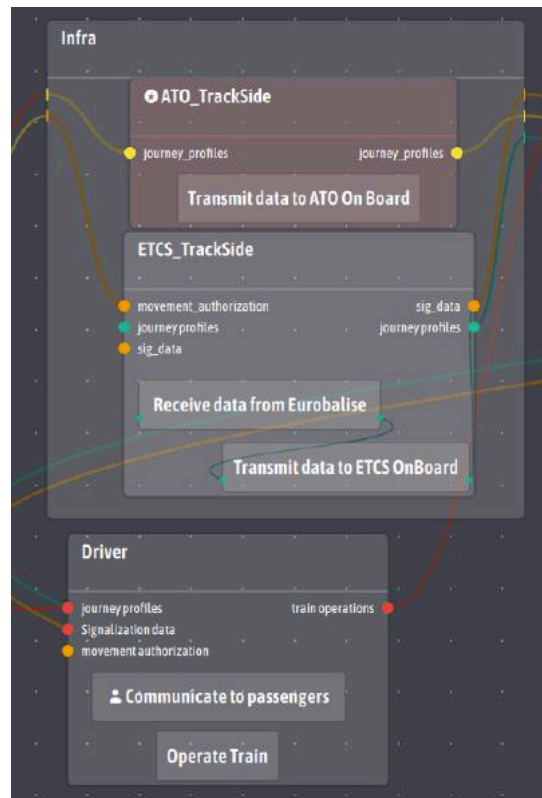 Infra
ATO_TrackSide
journey_profiles journey_profiles
Transmit data to ATO On Board
ETCS_TrackSide
movement_authorization sig_data
journey profiles journey profiles
sig_data
Receive data from Eurobalise
Transmit data to ETCS OnBoard
Driver
journey profiles train operations
Signalization data
movement authorization
Communicate to passengers
Operate Train